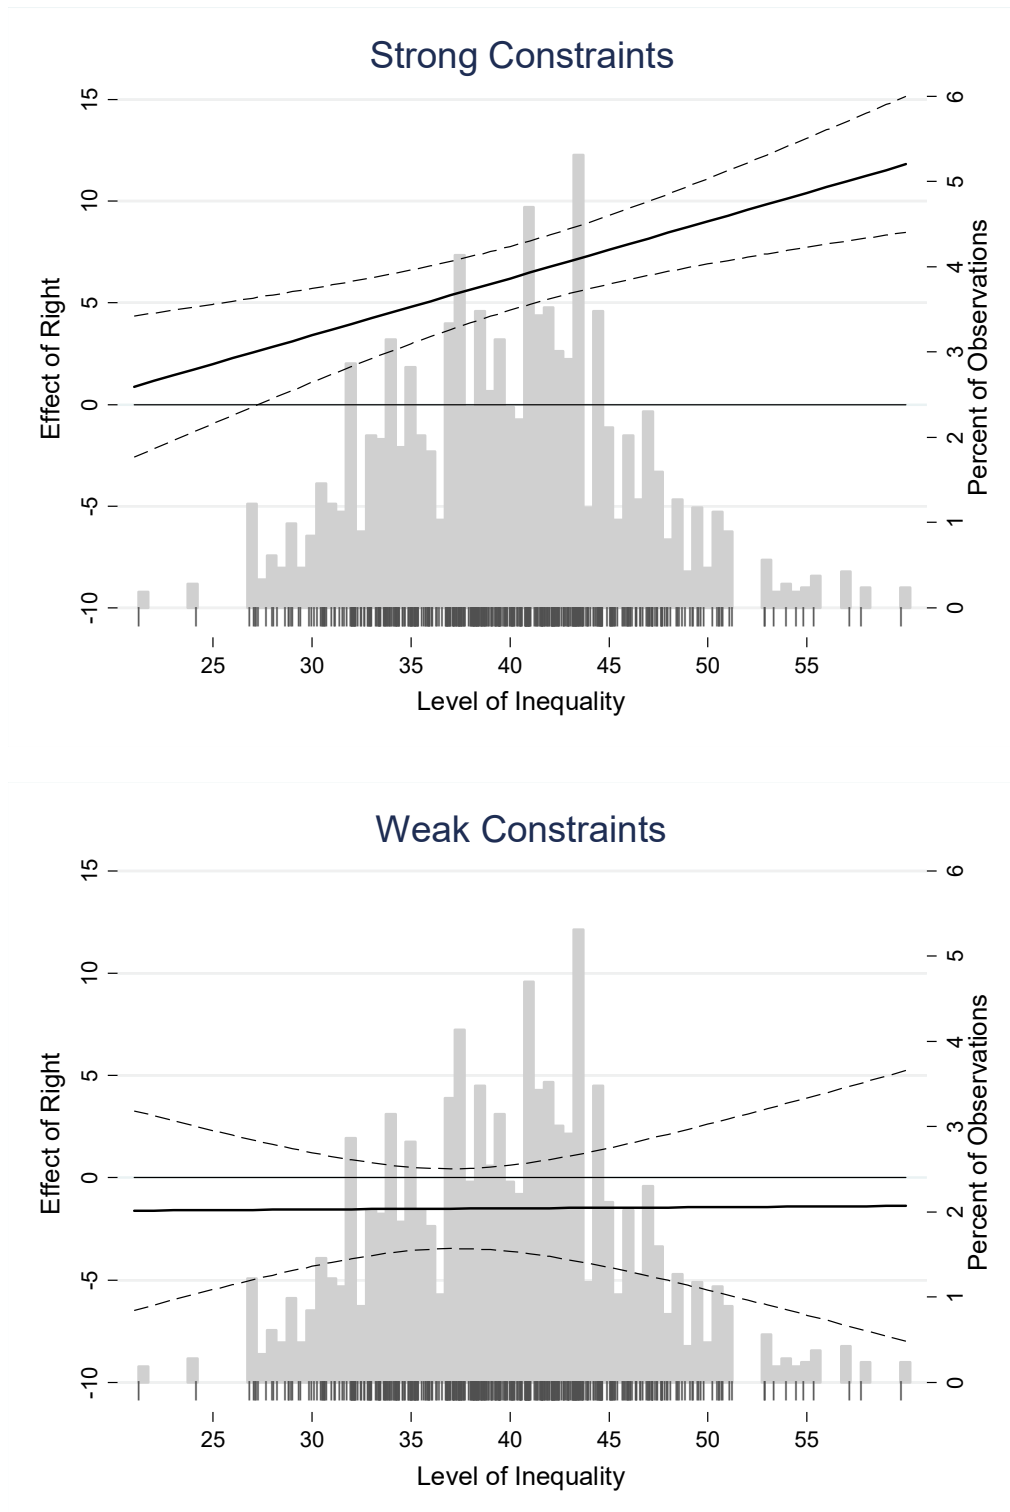 Strong Constraints
15
10
5
0
-5
-10
Effect of Right
6
5
4
3
2
1
0
Percent of Observations
25 30 35 40 45 50 55
Level of Inequality
Weak Constraints
15
10
5
0
-5
-10
Effect of Right
6
5
4
3
2
1
0
Percent of Observations
25 30 35 40 45 50 55
Level of Inequality